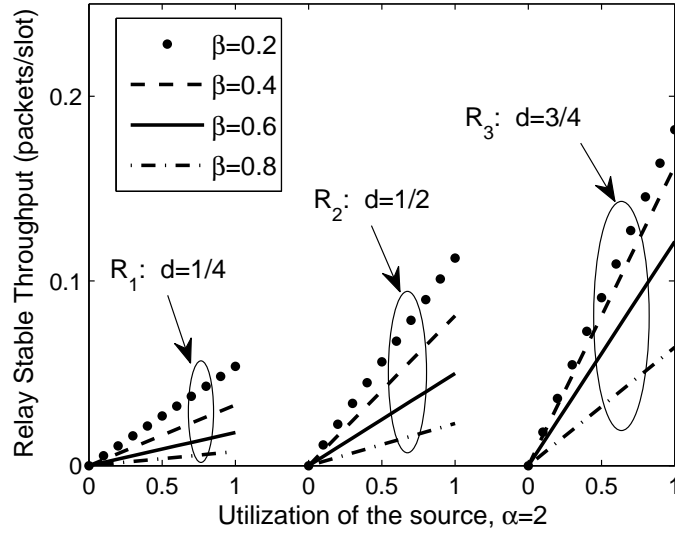 β=0.2
β=0.4
β=0.6
β=0.8
R1: d=1/4
R2: d=1/2
R3: d=3/4
Relay Stable Throughput (packets/slot)
0.2
0.1
0
0 0.5 1 0 0.5 1 0 0.5 1
Utilization of the source, α=2